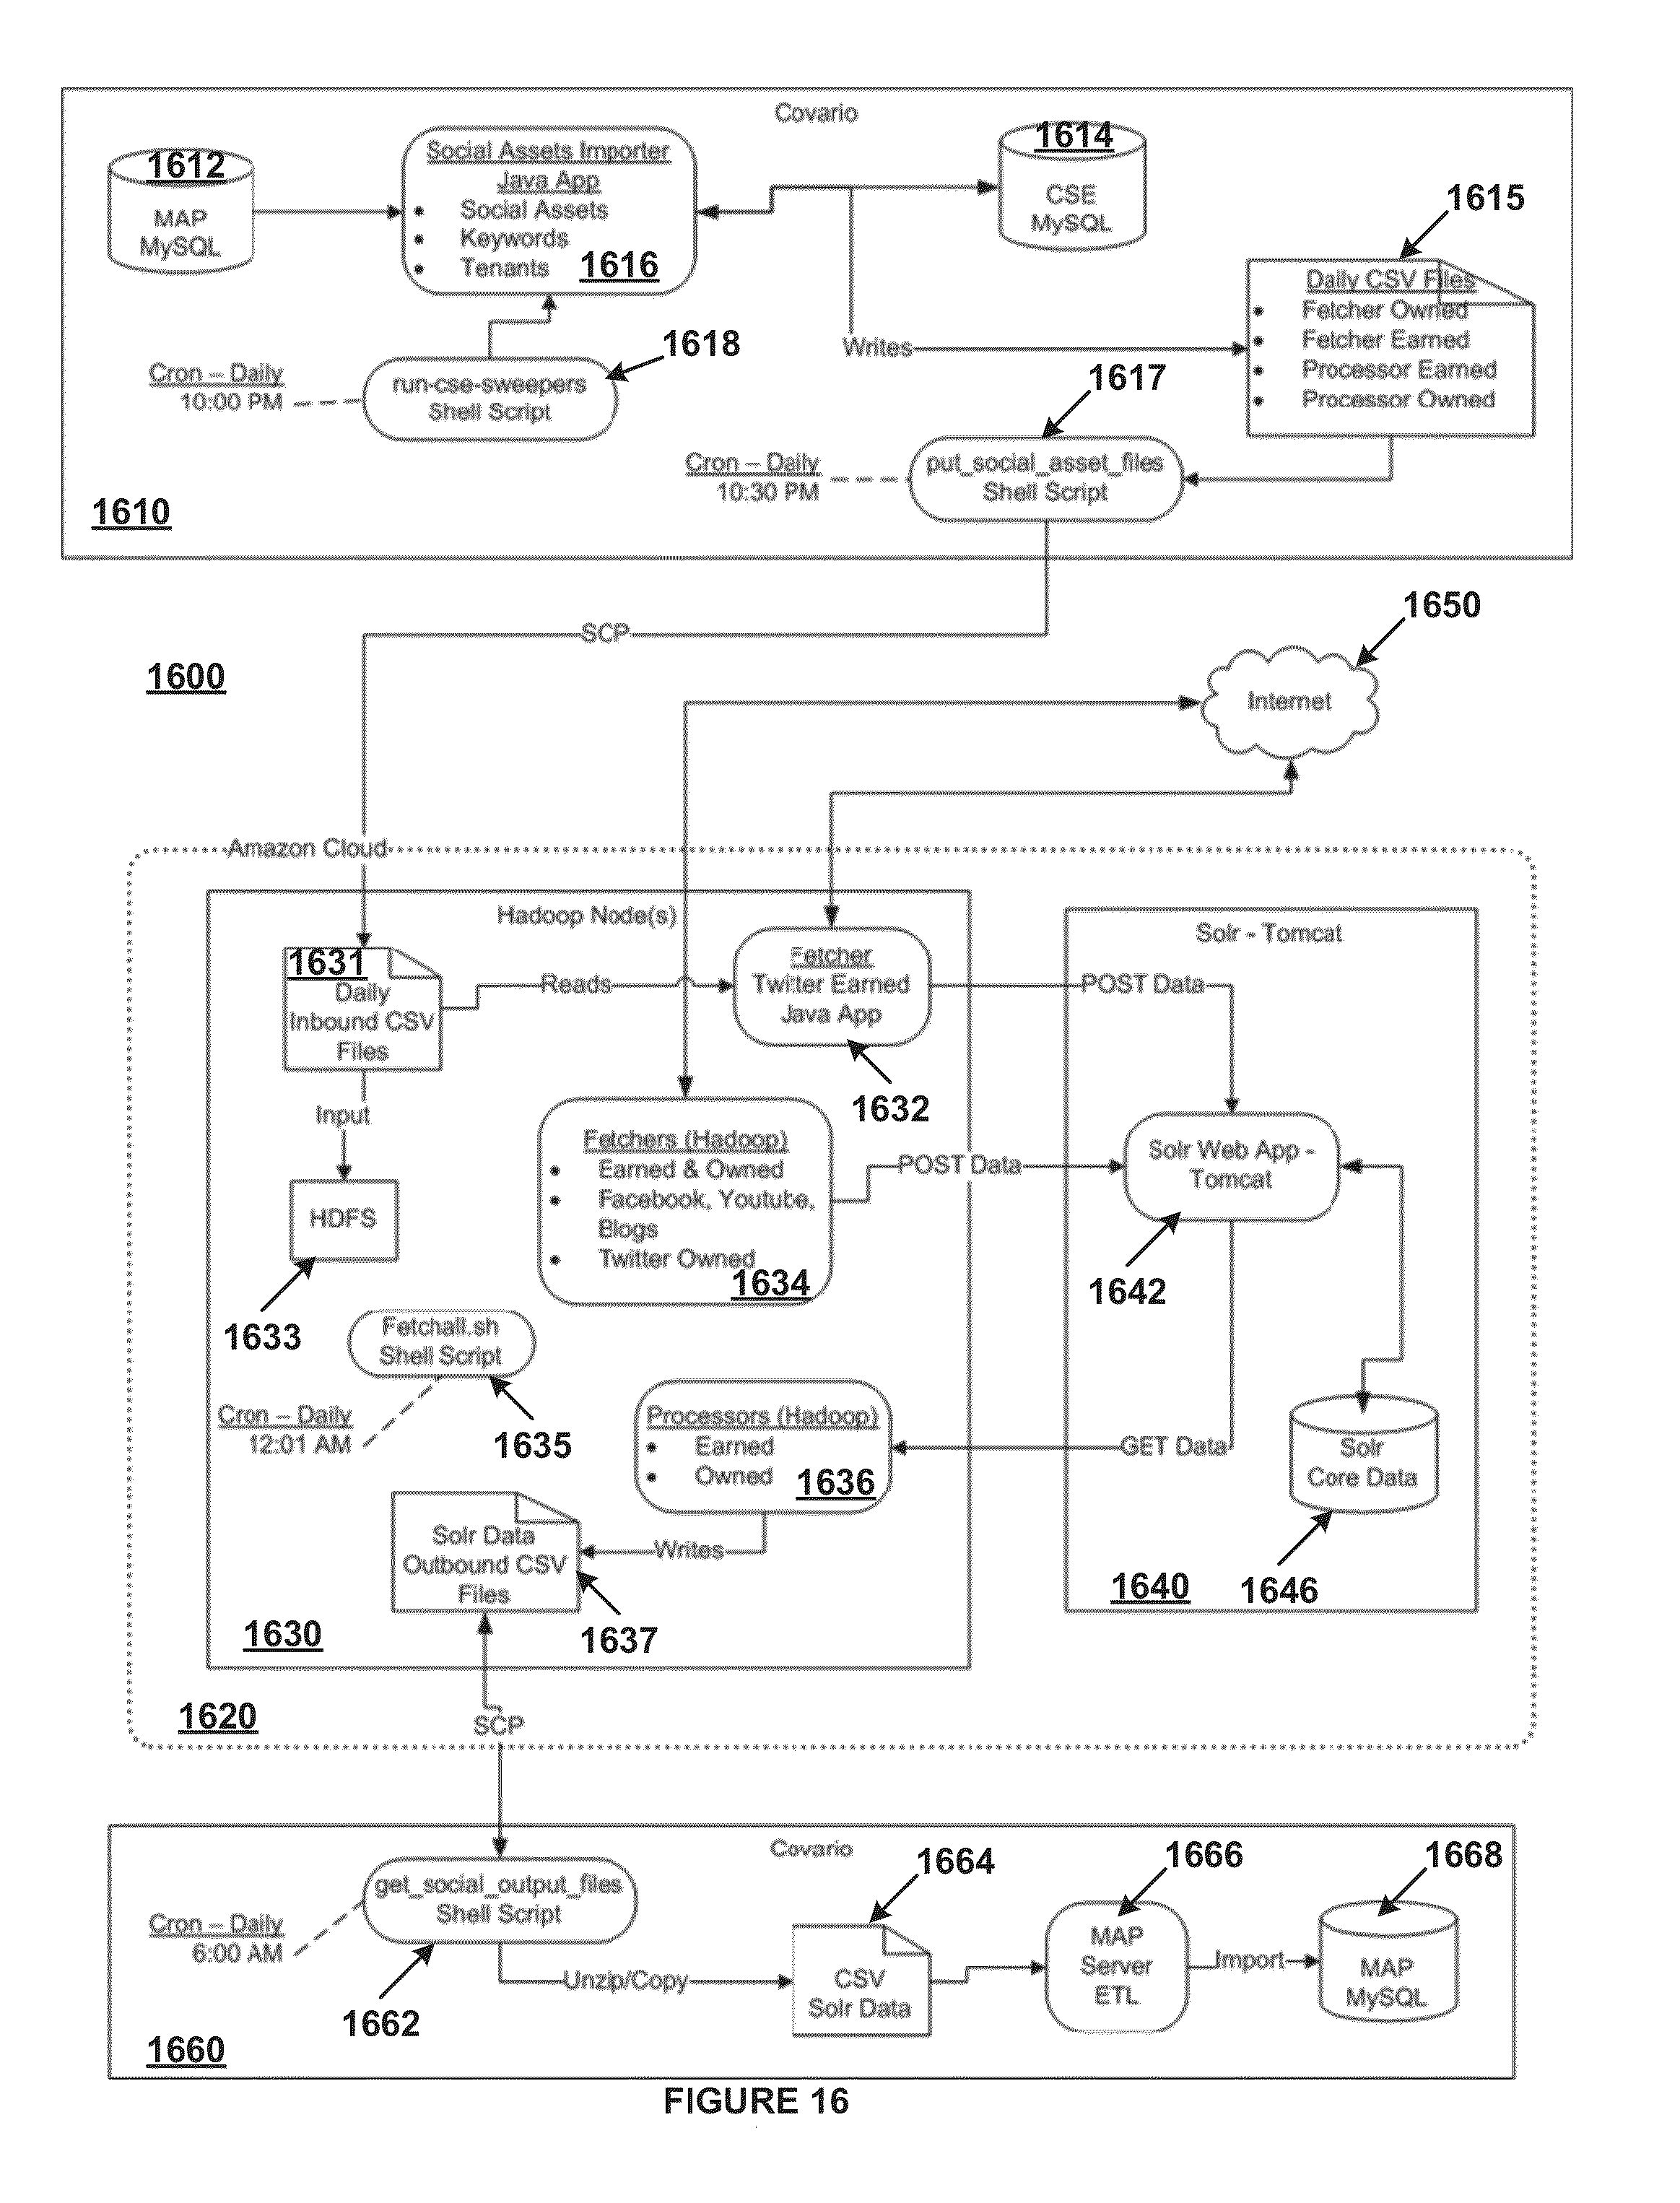 Covario
1612
MAP
MySQL
Social Assets Importer
Java App
• Social Assets
• Keywords
• Tenants
1616
1614
CSE
MySQL
1615
Daily CSV Files
• Fetcher Owned
• Fetcher Earned
• Processor Earned
• Processor Owned
Writes
1618
Cron – Daily
10:00 PM
run-cse-sweepers
Shell Script
1617
Cron – Daily
10:30 PM
put_social_asset_files
Shell Script
1610
SCP
1650
1600
Internet
Amazon Cloud
Hadoop Node(s)
Solr - Tomcat
1631
Daily
Inbound CSV
Files
Reads
Fetcher
Twitter Earned
Java App
POST Data
1632
Input
HDFS
1633
Fetchers (Hadoop)
• Earned & Owned
• Facebook, Youtube,
Blogs
• Twitter Owned
1634
POST Data
Solr Web App -
Tomcat
1642
Fetchall.sh
Shell Script
Cron – Daily
12:01 AM
1635
Processors (Hadoop)
• Earned
• Owned
1636
GET Data
Solr
Core Data
1646
1640
Solr Data
Outbound CSV
Files
Writes
1637
1630
1620
SCP
Covario
get_social_output_files
Shell Script
Cron – Daily
6:00 AM
1662
Unzip/Copy
1664
CSV
Solr Data
1666
MAP
Server
ETL
Import
1668
MAP
MySQL
1660
FIGURE 16